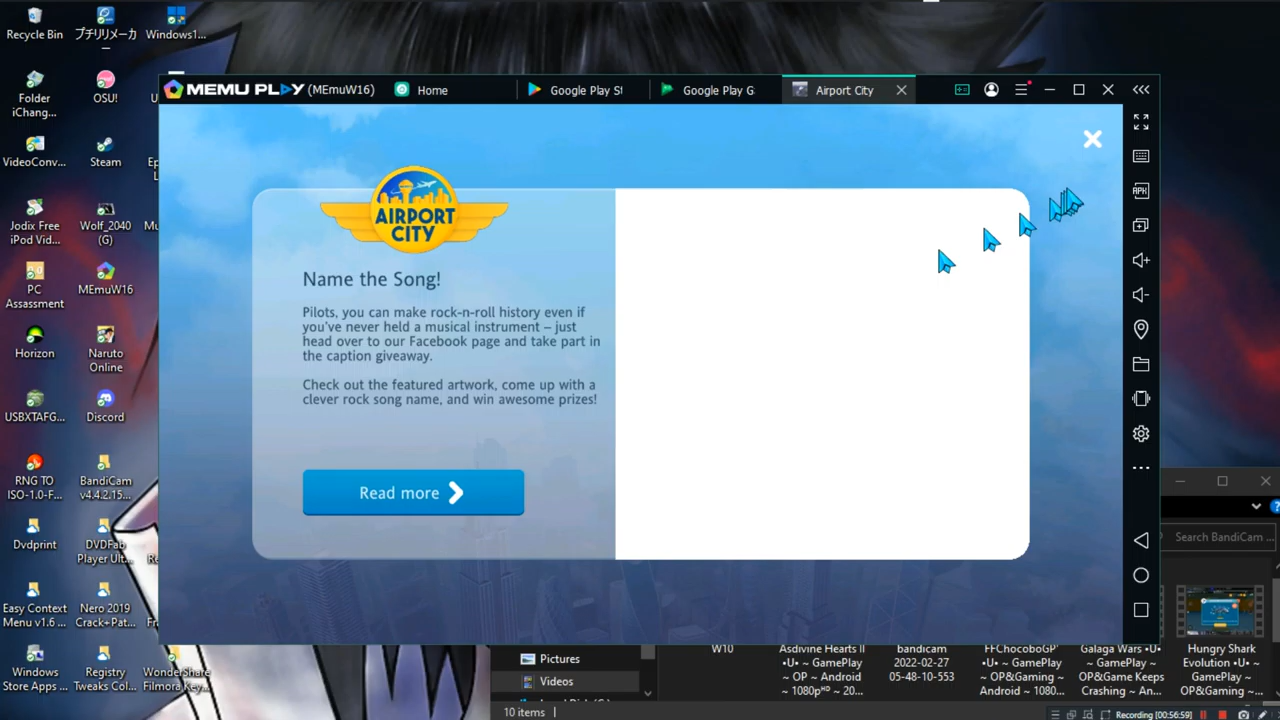 Recycle Bin
プチリリメーカ
ー
Windows1...
Folder
iChang...
OSU!
VideoConv...
Steam
Jodix Free
iPod Vid...
Wolf_2040
(G)
PC
Assasment
MEmuW16
Horizon
Naruto
Online
USBXTAFG...
Discord
RNG TO
ISO-1.0-F...
BandiCam
v4.4.2.15...
Dvdprint
DVDFab
Player Ult...
Easy Context
Menu v1.6 ...
Nero 2019
Crack+Pat...
Windows
Store Apps ...
Registry
Tweaks Col...
WonderShare
Filmora Key...
MEMU PLAY (MEmuW16)
Home
Google Play St
Google Play G
Airport City
APK
AIRPORT
CITY
Name the Song!
Pilots, you can make rock-n-roll history even if
you've never held a musical instrument – just
head over to our Facebook page and take part in
the caption giveaway.
Check out the featured artwork, come up with a
clever rock song name, and win awesome prizes!
Read more
Search BandiCam ...
Pictures
Videos
10 items
W10
Asdivine Hearts II
•U• ~ GamePlay
~ OP ~ Android
~ 1080pᴴᴰ ~ 20...
bandicam
2022-02-27
05-48-10-553
FFChocoboGP'
•U• ~ GamePlay
~ OP&Gaming ~
Android ~ 1080...
Galaga Wars •U•
~ GamePlay ~
OP&Game Keeps
Crashing ~ An...
Hungry Shark
Evolution •U• ~
GamePlay ~
OP&Gaming ~...
Recording [00:56:59]